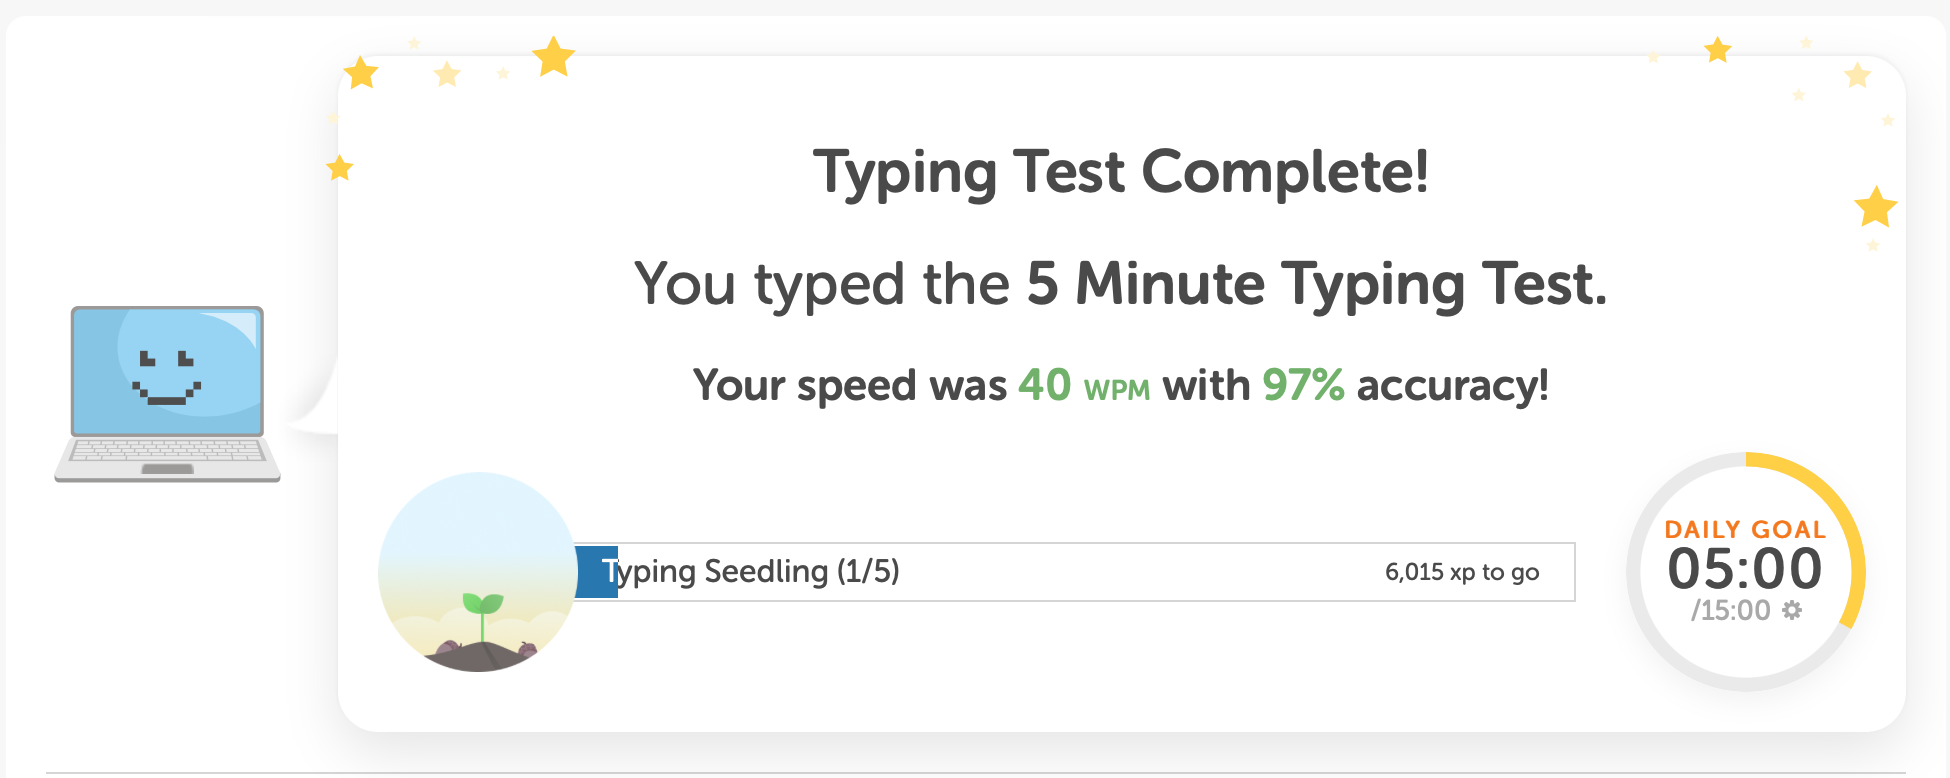 Typing Test Complete!
You typed the 5 Minute Typing Test.
Your speed was 40 WPM with 97% accuracy!
Typing Seedling (1/5)
6,015 xp to go
DAILY GOAL
05:00
/15:00